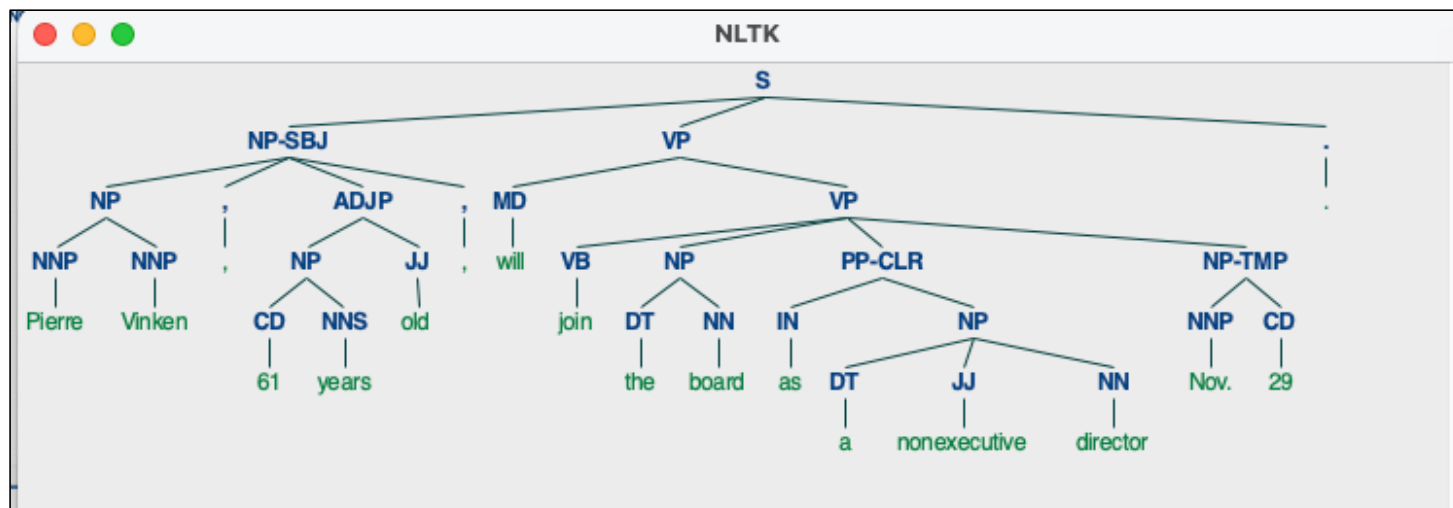 NLTK
S
NP-SBJ VP .
NP , ADJP , MD VP .
NNP NNP , NP JJ , will VB NP PP-CLR NP-TMP
Pierre Vinken CD NNS old join DT NN IN NP NNP CD
61 years the board as DT JJ NN Nov. 29
a nonexecutive director